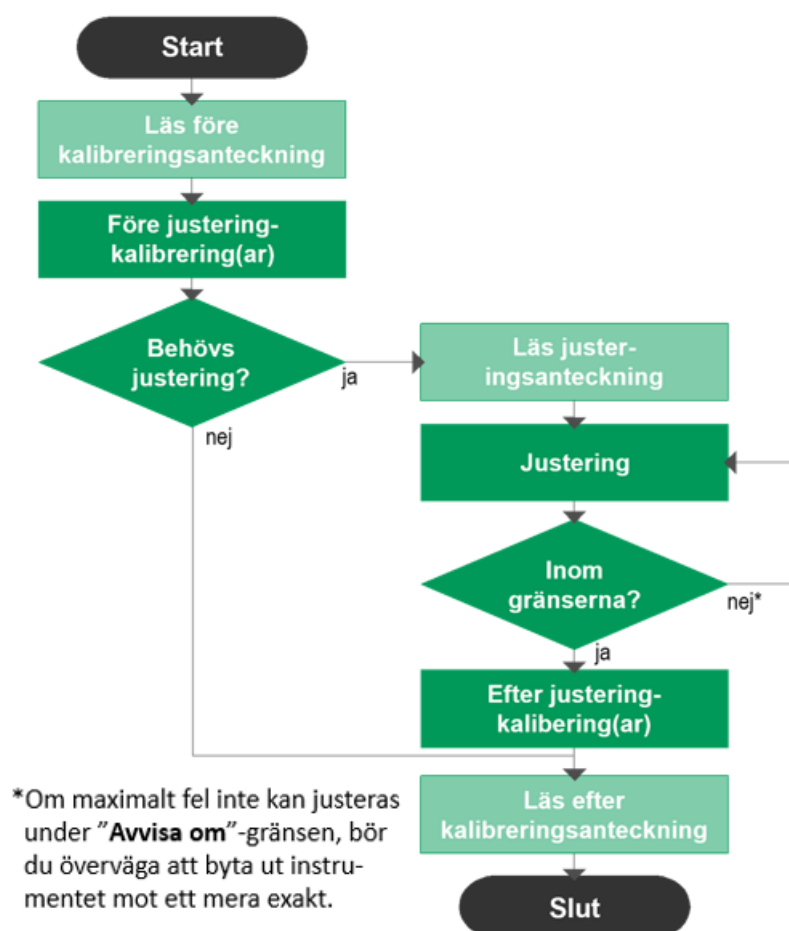 Start
Läs före
kalibreringsanteckning
Före justering-
kalibrering(ar)
Behövs
justering?
ja
nej
Läs juster-
ingsanteckning
Justering
Inom
gränserna?
nej*
ja
Efter justering-
kalibering(ar)
Läs efter
kalibreringsanteckning
Slut
*Om maximalt fel inte kan justeras
under ”Avvisa om”-gränsen, bör
du överväga att byta ut instru-
mentet mot ett mera exakt.